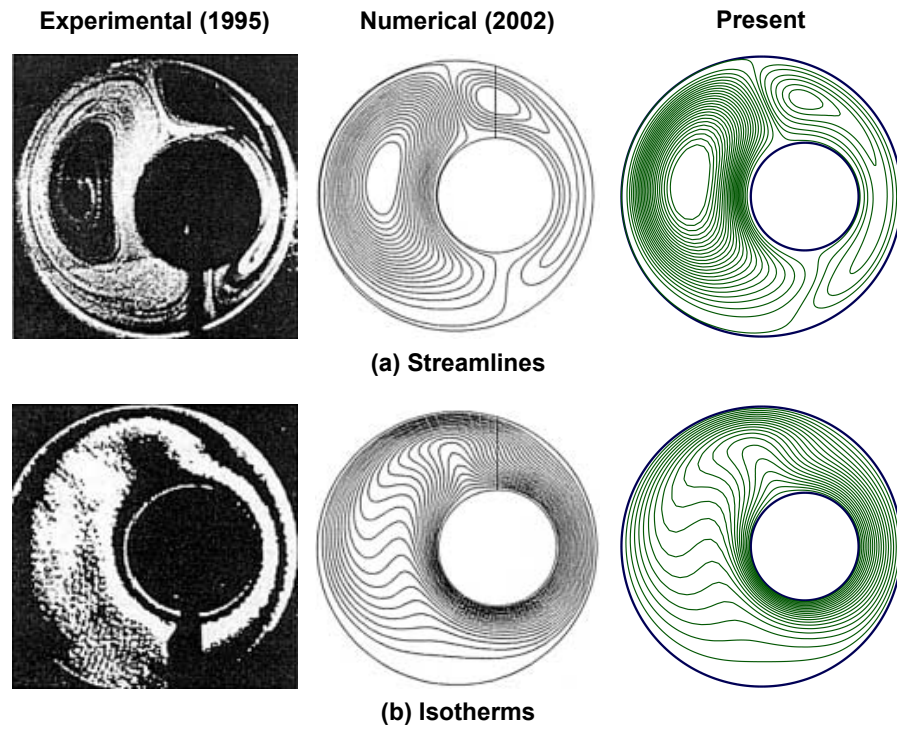 Experimental (1995)
Numerical (2002)
Present
(a) Streamlines
(b) Isotherms